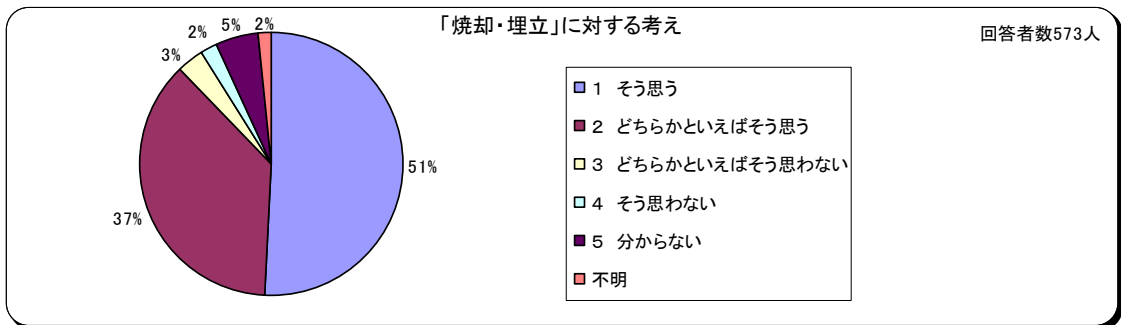 「焼却・埋立」に対する考え
回答者数573人
2%
5%
2%
3%
51%
37%
1 そう思う
2 どちらかといえばそう思う
3 どちらかといえばそう思わない
4 そう思わない
5 分からない
不明